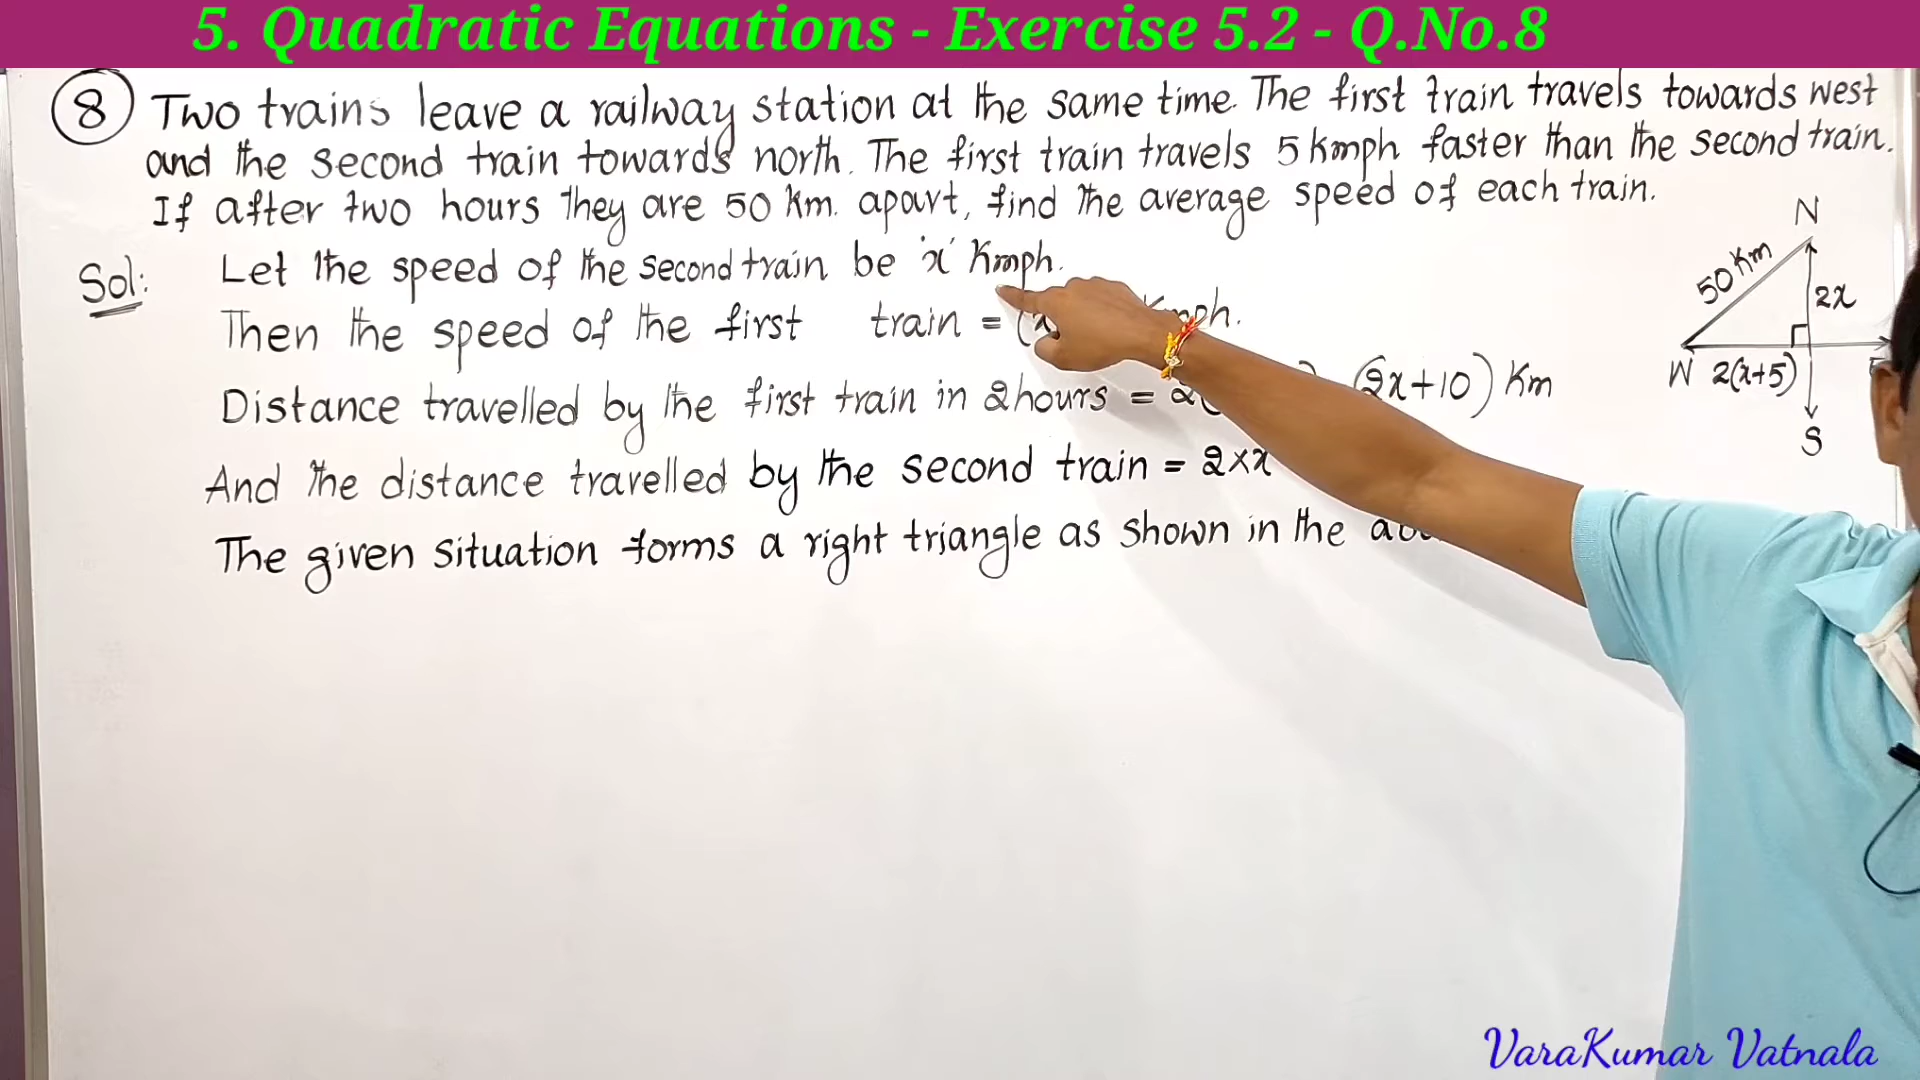 5. Quadratic Equations - Exercise 5.2 - Q.No.8
8 Two trains leave a railway station at the same time. The first train travels towards west
and the second train towards north. The first train travels 5 kmph faster than the second train.
If after two hours they are 50 km. apart, find the average speed of each train.
Sol: Let the speed of the second train be 'x' Kmph.
Then the speed of the first train = (x
Distance travelled by the first train in 2hours = 2 (2x+10) Km
And the distance travelled by the second train = 2×x
The given situation forms a right triangle as shown in the
N
50 Km
2x
W 2(x+5)
S
VaraKumar Vatnala